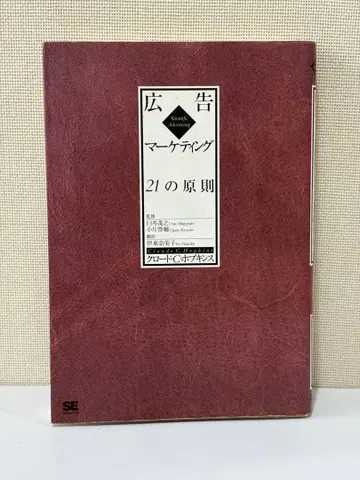 広告
Scientific
Advertising
マーケティング
21の原則
監修
臼井茂之
小片啓輔
翻訳
伊東奈美子
Claude C Hopkins
クロード・C・ホプキンス
SE